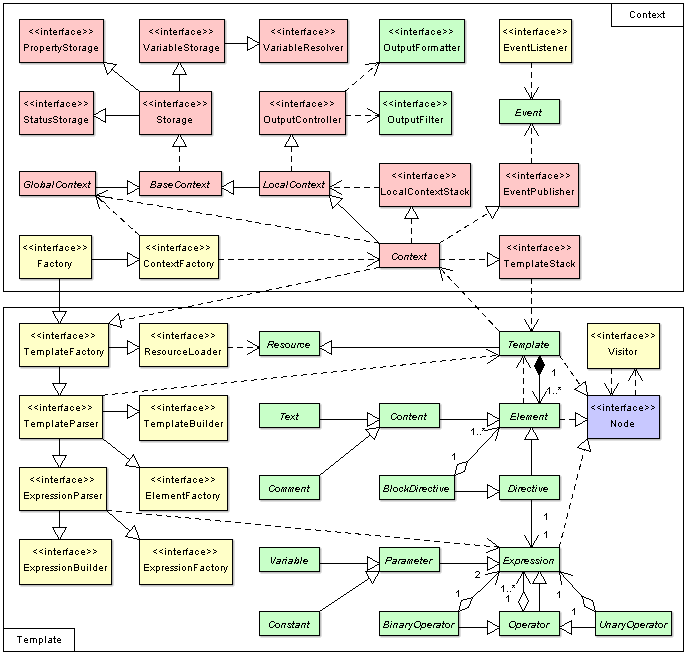 Context
<<interface>>
PropertyStorage
<<interface>>
VariableStorage
<<interface>>
VariableResolver
<<interface>>
OutputFormatter
<<interface>>
EventListener
<<interface>>
StatusStorage
<<interface>>
Storage
<<interface>>
OutputController
<<interface>>
OutputFilter
Event
GlobalContext
BaseContext
LocalContext
<<interface>>
LocalContextStack
<<interface>>
EventPublisher
<<interface>>
Factory
<<interface>>
ContextFactory
Context
<<interface>>
TemplateStack
<<interface>>
TemplateFactory
<<interface>>
ResourceLoader
Resource
Template
<<interface>>
Visitor
1
1..*
<<interface>>
TemplateParser
<<interface>>
TemplateBuilder
Text
Content
Element
<<interface>>
Node
1..*
1
<<interface>>
ExpressionParser
<<interface>>
ElementFactory
Comment
BlockDirective
Directive
1
1
<<interface>>
ExpressionBuilder
<<interface>>
ExpressionFactory
Variable
Parameter
Expression
2
1..*
1
1
1
1
Constant
BinaryOperator
Operator
UnaryOperator
Template